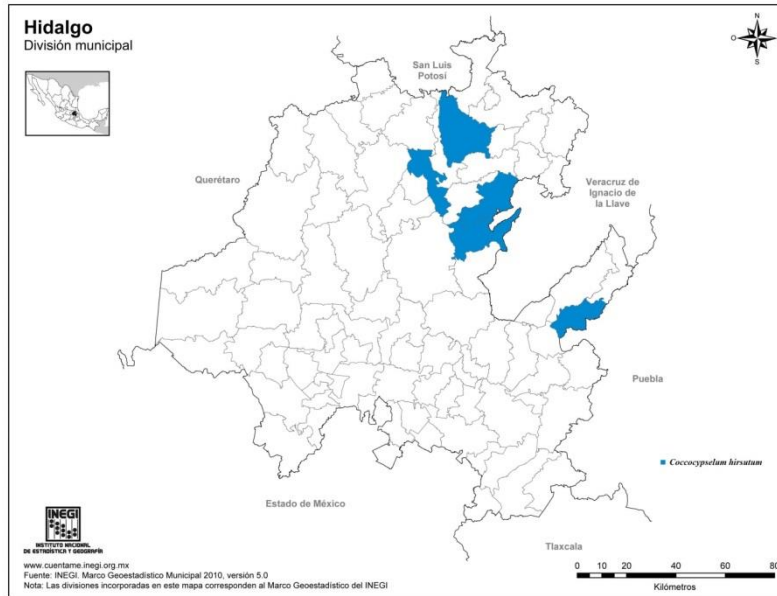 Hidalgo
División municipal
N
O
E
S
San Luis
Potosí
Querétaro
Veracruz de
Ignacio de
la Llave
Puebla
Coccocypselum hirsutum
Estado de México
Tlaxcala
INEGI
INSTITUTO NACIONAL
DE ESTADÍSTICA Y GEOGRAFÍA
www.cuentame.inegi.org.mx
Fuente: INEGI. Marco Geoestadístico Municipal 2010, versión 5.0
Nota: Las divisiones incorporadas en este mapa corresponden al Marco Geoestadístico del INEGI
0 20 40 60 80
Kilómetros